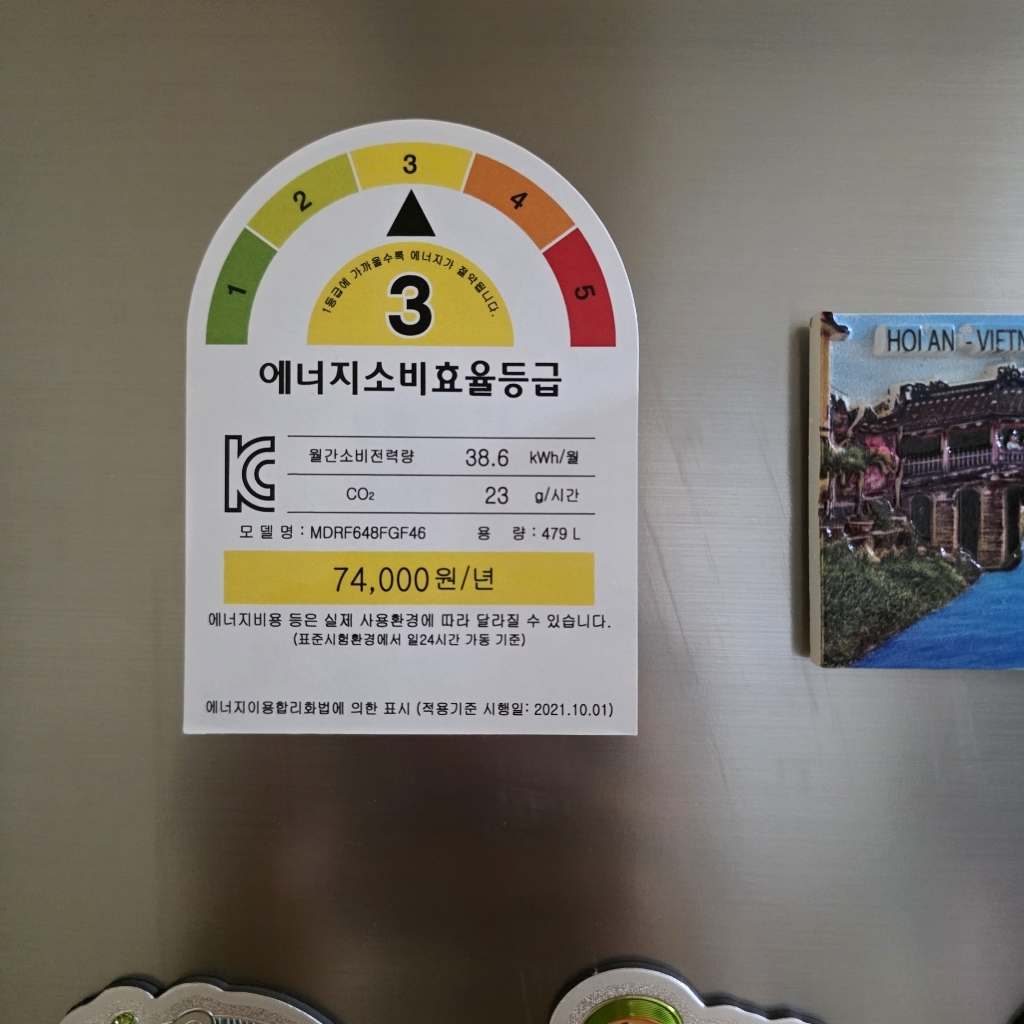 1
2
3
4
5
1등급에 가까울수록 에너지가 절약됩니다.
3
에너지소비효율등급
월간소비전력량 38.6 kWh/월
CO₂ 23 g/시간
모 델 명 : MDRF648FGF46 용 량 : 479 L
74,000원/년
에너지비용 등은 실제 사용환경에 따라 달라질 수 있습니다.
(표준시험환경에서 일24시간 가동 기준)
에너지이용합리화법에 의한 표시 (적용기준 시행일: 2021.10.01)
HOI AN - VIETN